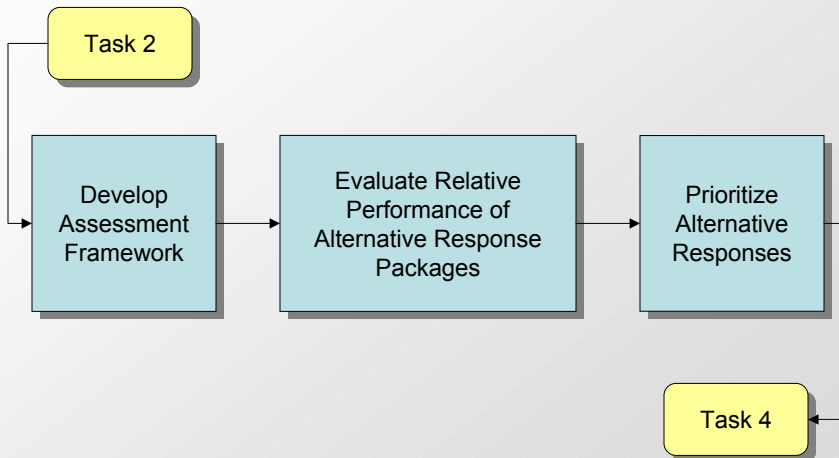 Task 2
Develop
Assessment
Framework
Evaluate Relative
Performance of
Alternative Response
Packages
Prioritize
Alternative
Responses
Task 4